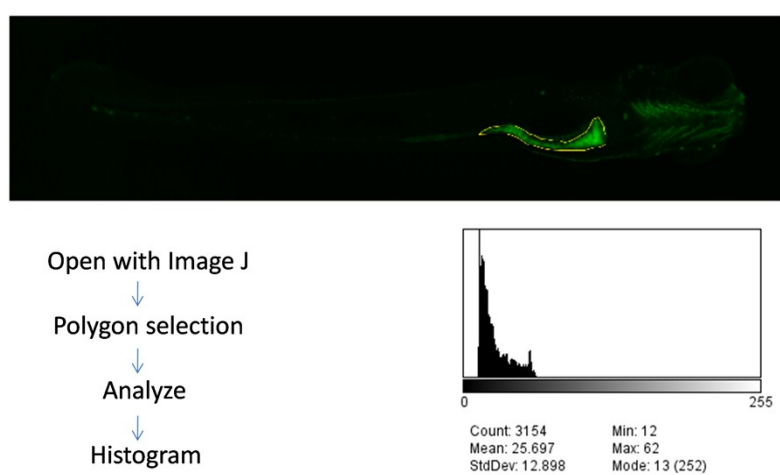 Open with Image J
Polygon selection
Analyze
Histogram
0 255
Count: 3154 Min: 12
Mean: 25.697 Max: 62
StdDev: 12.898 Mode: 13 (252)